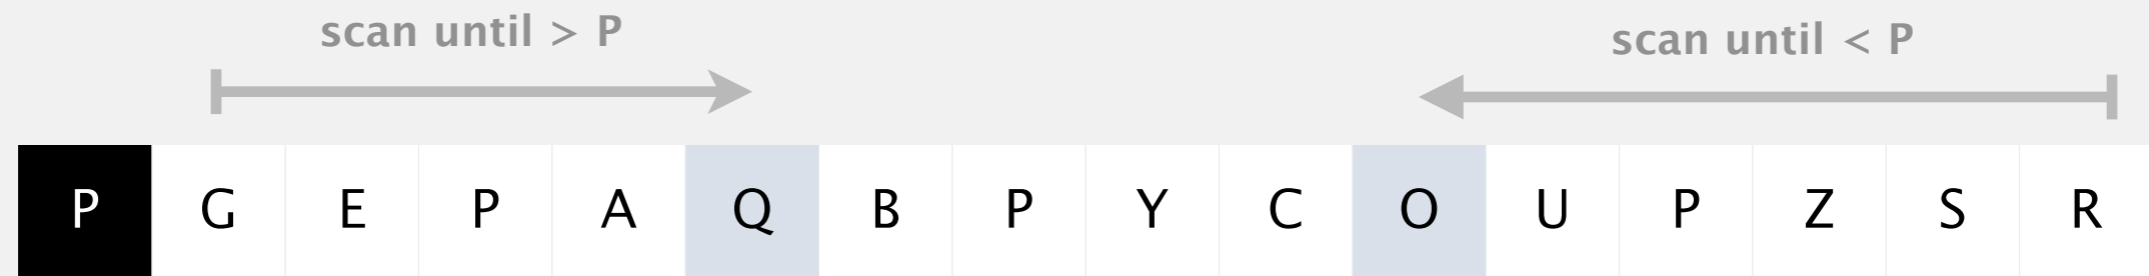 scan until > P
scan until < P
P G E P A Q B P Y C O U P Z S R